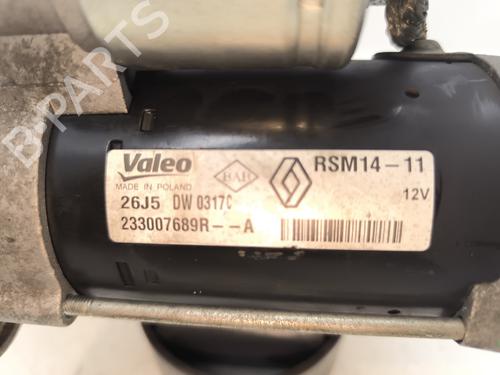 B-PARTS
Valeo
MADE IN POLAND
RSM14-11
12V
26J5 DW 0317C
233007689R--A